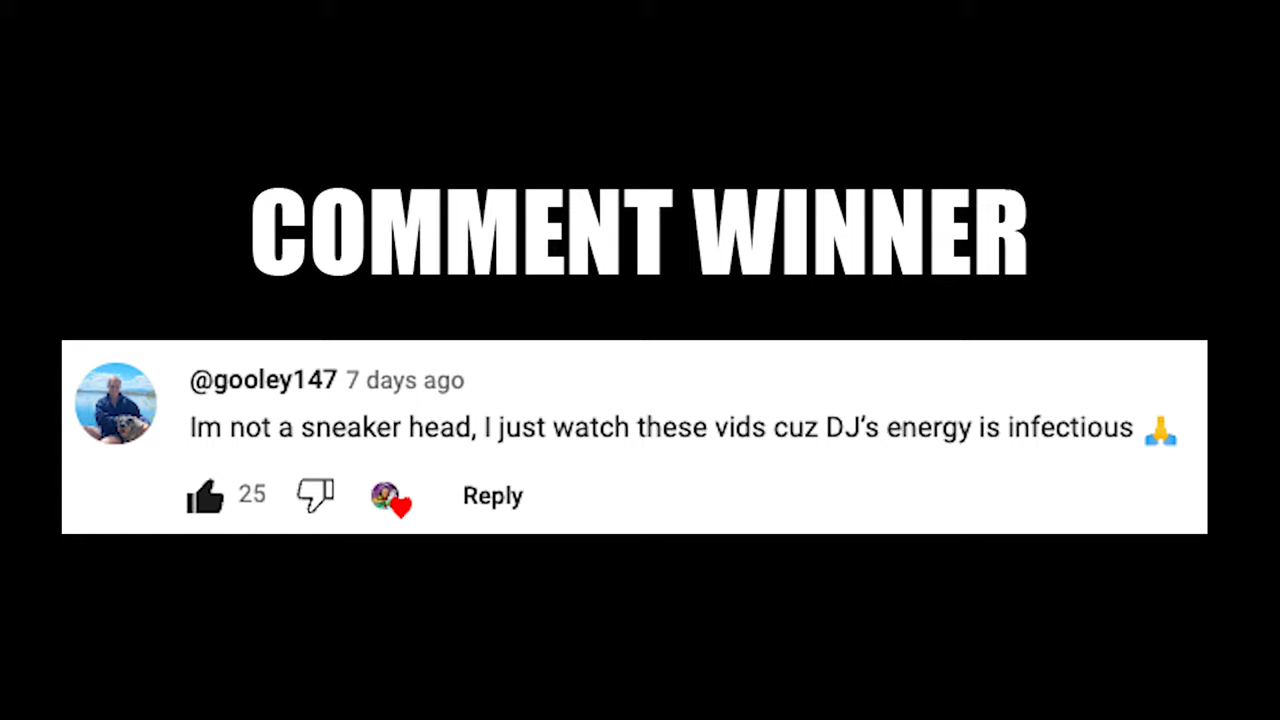 COMMENT WINNER
@gooley147 7 days ago
Im not a sneaker head, I just watch these vids cuz DJ’s energy is infectious 🙏
25
Reply